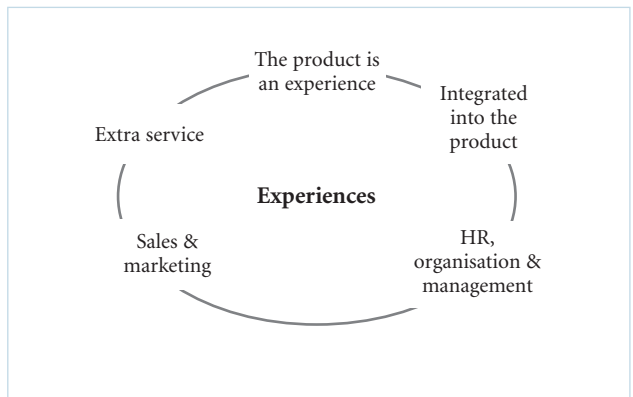 The product is
an experience
Integrated
into the
product
Extra service
Experiences
Sales &
marketing
HR,
organisation &
management